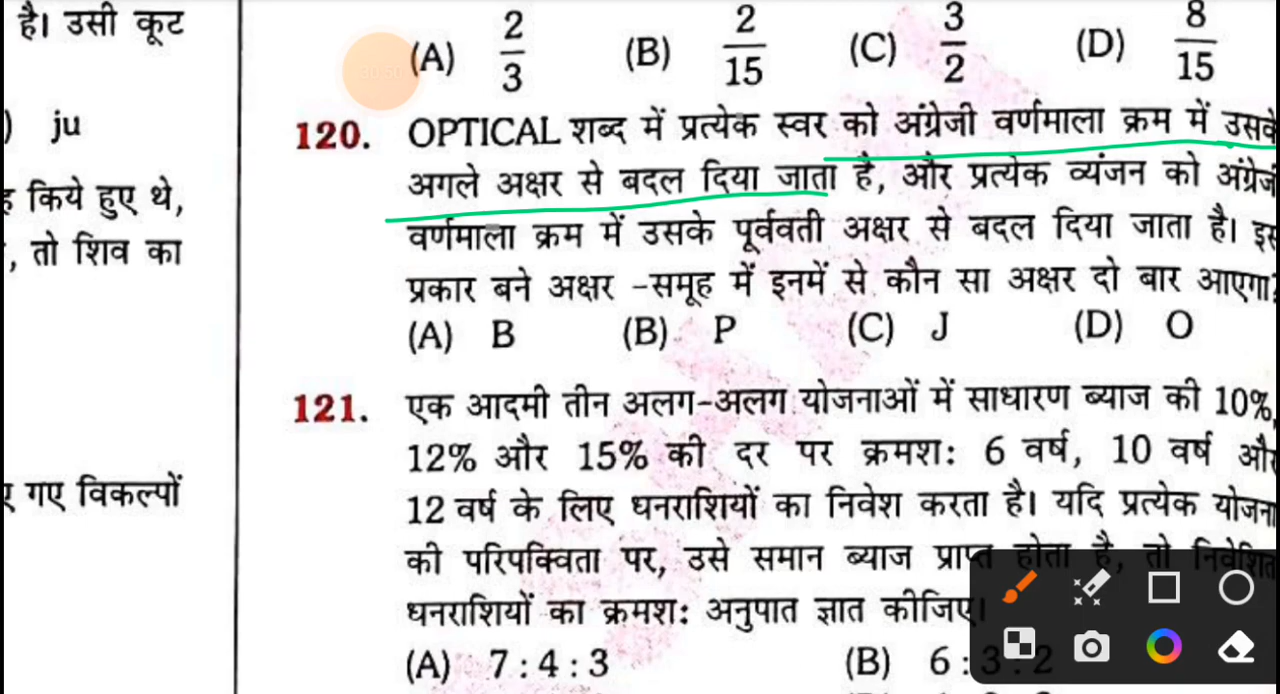 है। उसी कूट
) ju
किये हुए थे,
, तो शिव का
गए विकल्पों
(A) 2/3 (B) 2/15 (C) 3/2 (D) 8/15
120. OPTICAL शब्द में प्रत्येक स्वर को अंग्रेजी वर्णमाला क्रम में उसके
अगले अक्षर से बदल दिया जाता है, और प्रत्येक व्यंजन को
वर्णमाला क्रम में उसके पूर्ववती अक्षर से बदल दिया जाता है। इस
प्रकार बने अक्षर -समूह में इनमें से कौन सा अक्षर दो बार आएगा?
(A) B (B) P (C) J (D) O
121. एक आदमी तीन अलग-अलग योजनाओं में साधारण ब्याज की 10%,
12% और 15% की दर पर क्रमश: 6 वर्ष, 10 वर्ष और
12 वर्ष के लिए धनराशियों का निवेश करता है। यदि प्रत्येक योजना
की परिपक्विता पर, उसे समान ब्याज प्राप्त होता है, तो
धनराशियों का क्रमश: अनुपात ज्ञात कीजिए।
(A) 7 : 4 : 3 (B) 6 : 3 : 2